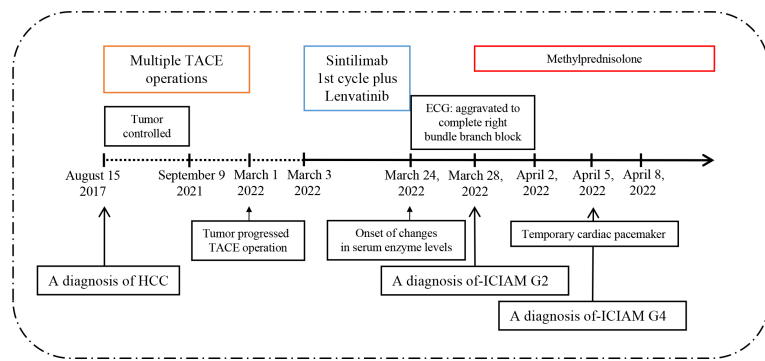 Multiple TACE
operations
Sintilimab
1st cycle plus
Lenvatinib
Methylprednisolone
Tumor
controlled
ECG: aggravated to
complete right
bundle branch block
August 15
2017
September 9
2021
March 1
2022
March 3
2022
March 24,
2022
March 28,
2022
April 2,
2022
April 5,
2022
April 8,
2022
Tumor progressed
TACE operation
Onset of changes
in serum enzyme levels
Temporary cardiac pacemaker
A diagnosis of HCC
A diagnosis of-ICIAM G2
A diagnosis of-ICIAM G4